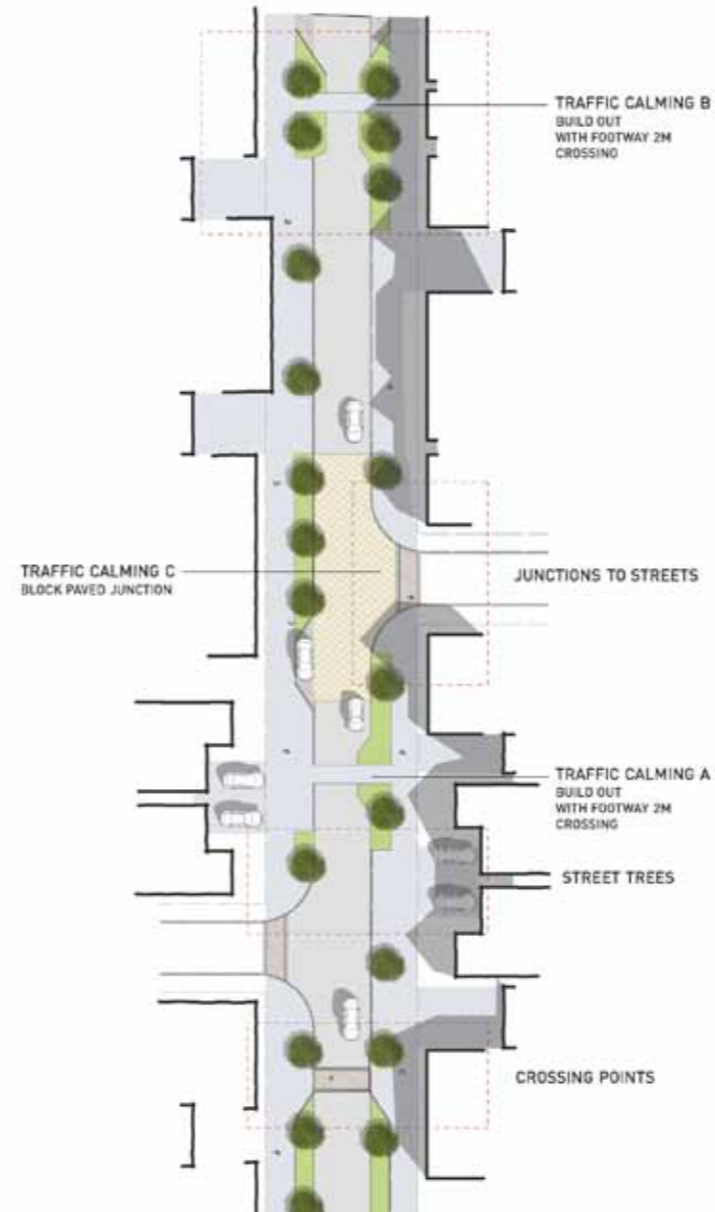 TRAFFIC CALMING B
BUILD OUT
WITH FOOTWAY 2M
CROSSING
TRAFFIC CALMING C
BLOCK PAVED JUNCTION
JUNCTIONS TO STREETS
TRAFFIC CALMING A
BUILD OUT
WITH FOOTWAY 2M
CROSSING
STREET TREES
CROSSING POINTS